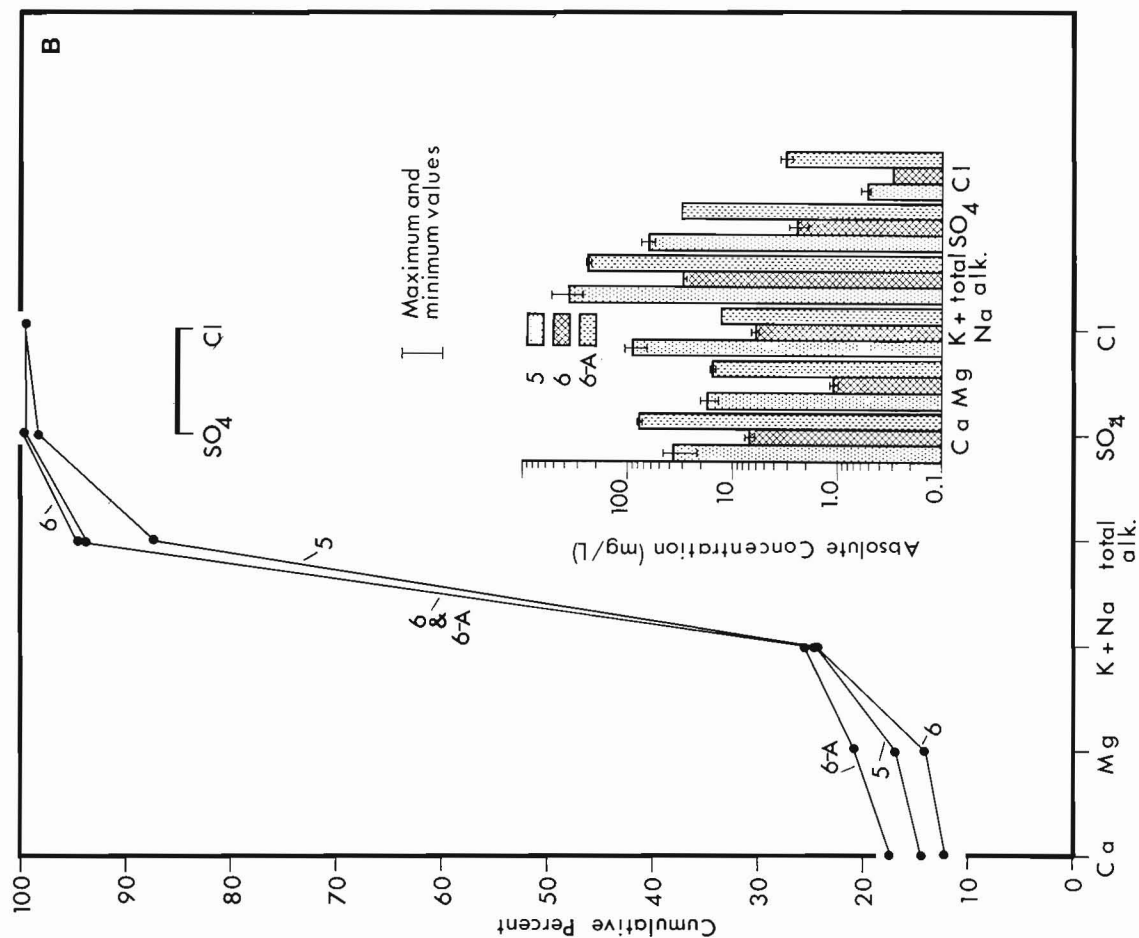 B
100
90
80
70
60
50
40
30
20
10
0
Cumulative Percent
Ca
Mg
K + Na
total
alk.
SO4
Cl
6-A
5
6
6
&
6-A
5
6
SO4
Cl
Maximum and
minimum values
5
6
6-A
Absolute Concentration (mg/L)
100
10
1.0
0.1
Ca Mg K + total SO4 Cl
Na alk.